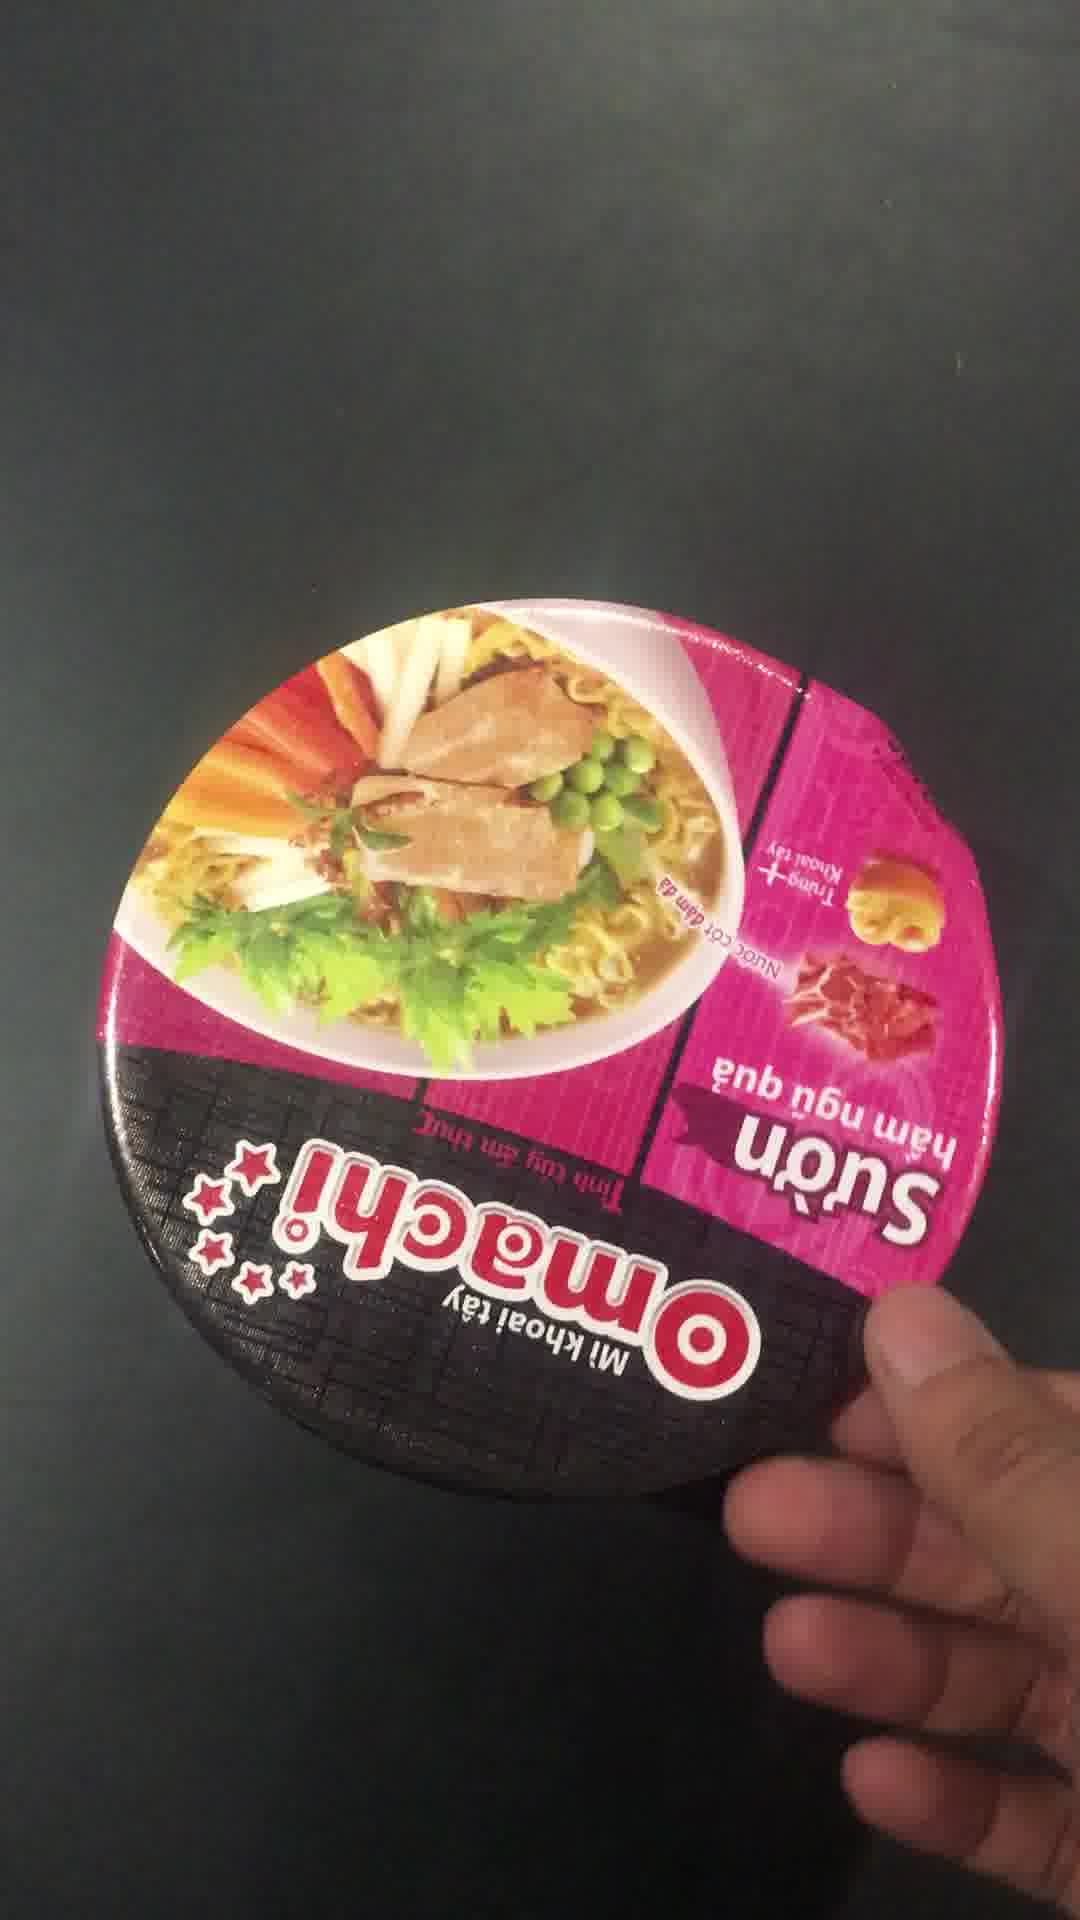 Mì khoai tây
Omachi
Tinh túy ẩm thực
Sườn
hầm ngũ quả
Nước cốt đậm đà
Trứng+
Khoai tây